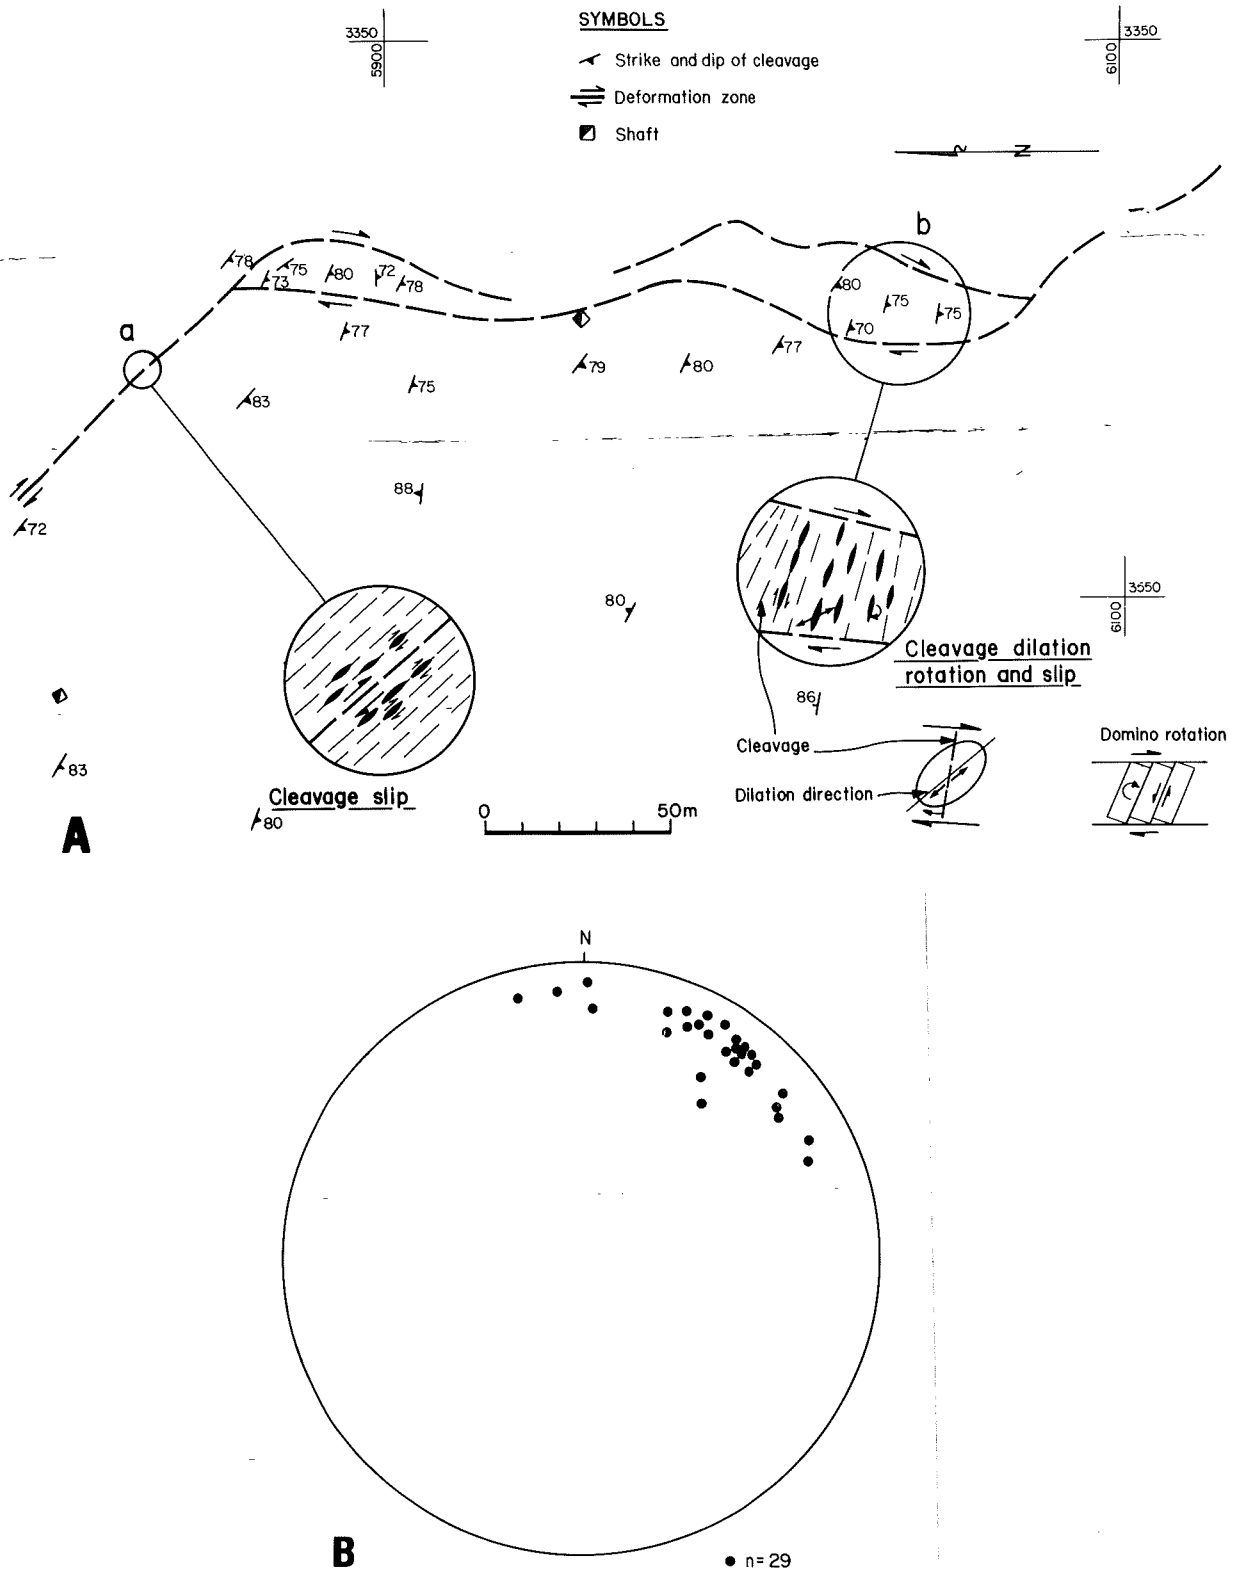 SYMBOLS
3350
5900
3350
6100
Strike and dip of cleavage
Deformation zone
Shaft
N
b
78
75
73
80
72
78
80
75
75
70
a
77
77
79
80
75
83
88
72
80
3550
6100
Cleavage dilation
rotation and slip
86
Cleavage
Domino rotation
83
Dilation direction
Cleavage slip
0 50m
80
A
N
B
n=29